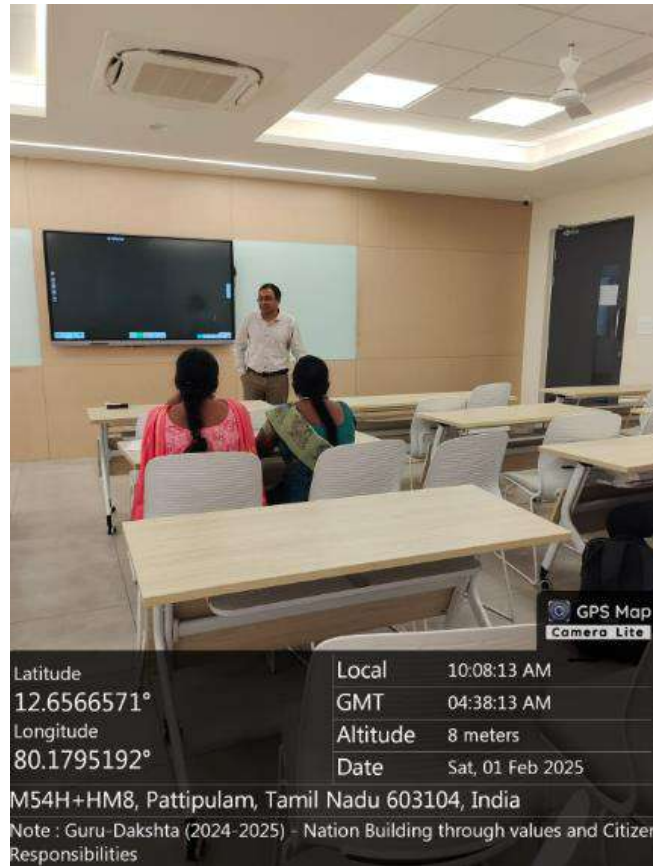 GPS Map
Camera Lite
Latitude
12.6566571°
Longitude
80.1795192°
Local 10:08:13 AM
GMT 04:38:13 AM
Altitude 8 meters
Date Sat, 01 Feb 2025
M54H+HM8, Pattipulam, Tamil Nadu 603104, India
Note : Guru-Dakshta (2024-2025) - Nation Building through values and Citizen
Responsibilities